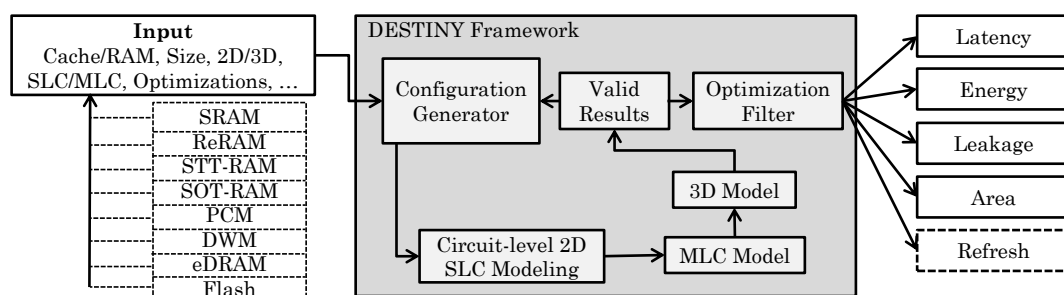 Input
Cache/RAM, Size, 2D/3D,
SLC/MLC, Optimizations, …
SRAM
ReRAM
STT-RAM
SOT-RAM
PCM
DWM
eDRAM
Flash
DESTINY Framework
Configuration
Generator
Valid
Results
Optimization
Filter
3D Model
Circuit-level 2D
SLC Modeling
MLC Model
Latency
Energy
Leakage
Area
Refresh